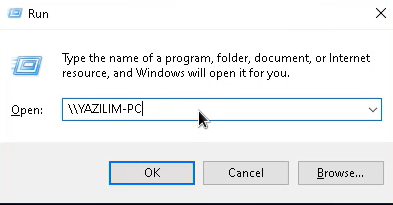 Run
Type the name of a program, folder, document, or Internet
resource, and Windows will open it for you.
Open: \\YAZILIM-PC
OK Cancel Browse...